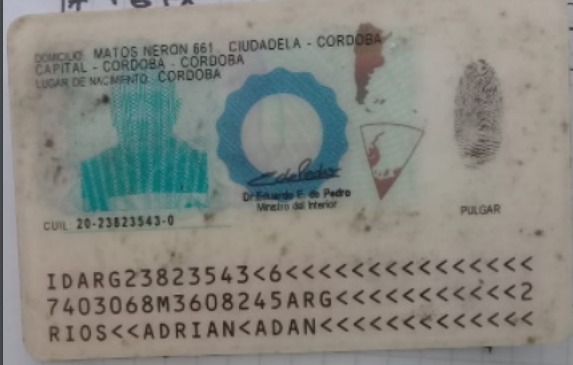 DOMICILIO: MATOS NERON 661 CIUDADELA - CORDOBA
CAPITAL - CORDOBA - CORDOBA
LUGAR DE NACIMIENTO: CORDOBA
Dr Eduardo E. de Pedro
Ministro del Interior
CUIL: 20-23823543-0
PULGAR
IDARG23823543<6<<<<<<<<<<<<<<<
7403068M3608245ARG<<<<<<<<<<<2
RIOS<<ADRIAN<ADAN<<<<<<<<<<<<<